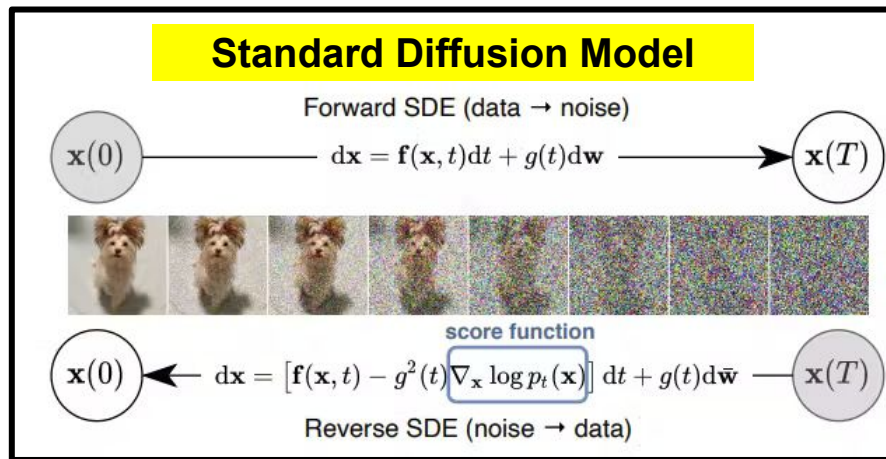 Standard Diffusion Model
Forward SDE (data → noise)
x(0) dx = f(x, t)dt + g(t)dw x(T)
score function
x(0) dx = [f(x, t) − g²(t)∇ₓ log pₜ(x)] dt + g(t)dw̄ x(T)
Reverse SDE (noise → data)